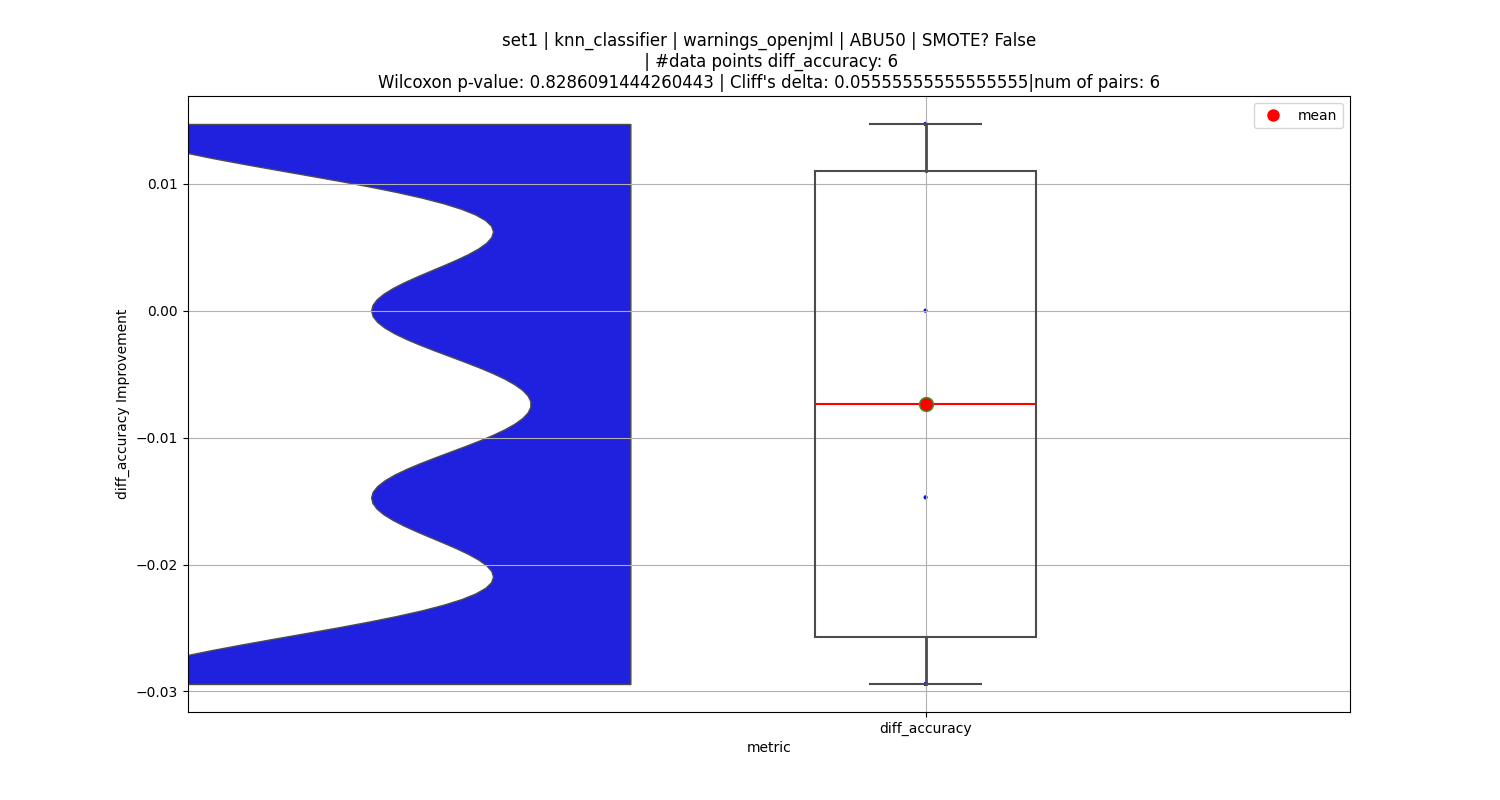 set1 | knn_classifier | warnings_openjml | ABU50 | SMOTE? False
| #data points diff_accuracy: 6
Wilcoxon p-value: 0.8286091444260443 | Cliff's delta: 0.05555555555555555|num of pairs: 6
mean
0.01
0.00
−0.01
−0.02
−0.03
diff_accuracy Improvement
diff_accuracy
metric